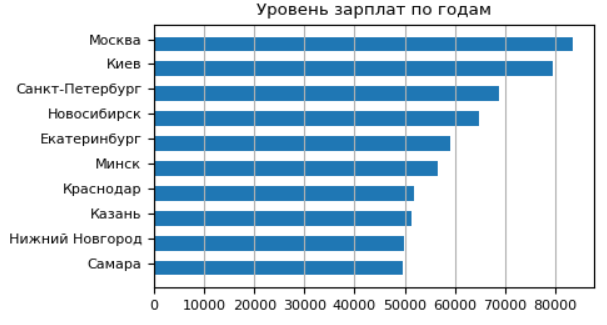 Уровень зарплат по годам
Москва
Киев
Санкт-Петербург
Новосибирск
Екатеринбург
Минск
Краснодар
Казань
Нижний Новгород
Самара
0 10000 20000 30000 40000 50000 60000 70000 80000